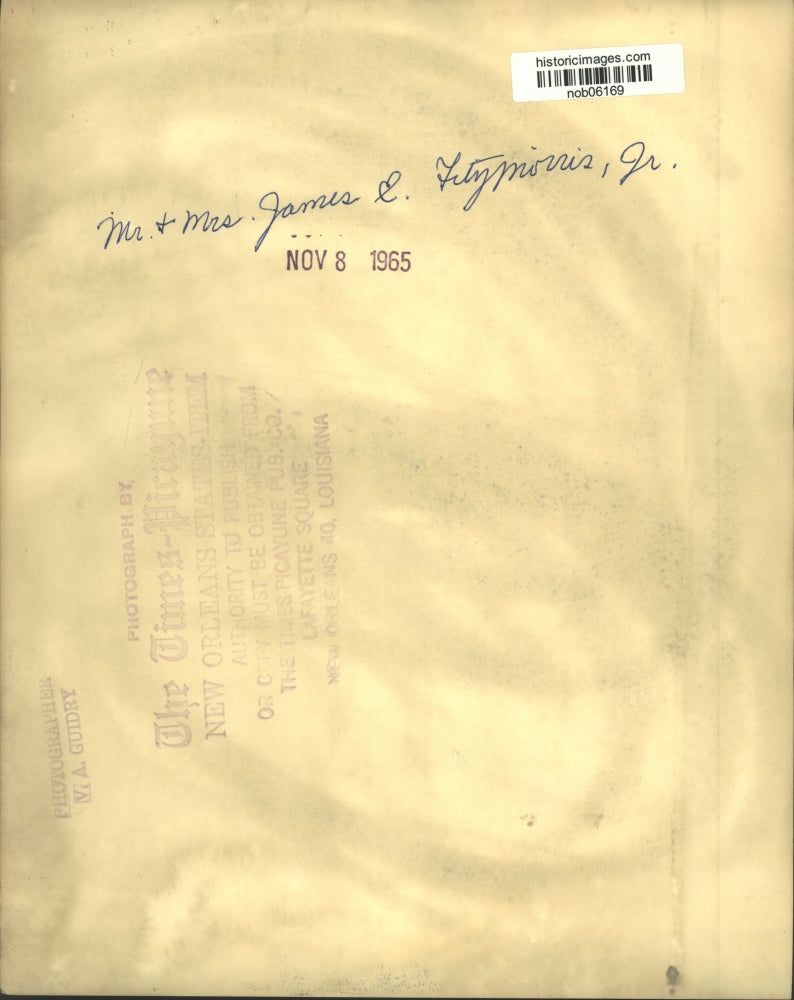 historicimages.com
nob06169
Mr. + Mrs. James E. Fitzmorris, Jr.
NOV 8 1965
PHOTOGRAPH BY
The Times-Picayune
NEW ORLEANS STATES-ITEM
AUTHORITY TO PUBLISH
OR COPY MUST BE OBTAINED FROM
THE TIMES PICAYUNE PUB. CO.
LAFAYETTE SQUARE
NEW ORLEANS 40, LOUISIANA
PHOTOGRAPHER
V. A. GUIDRY